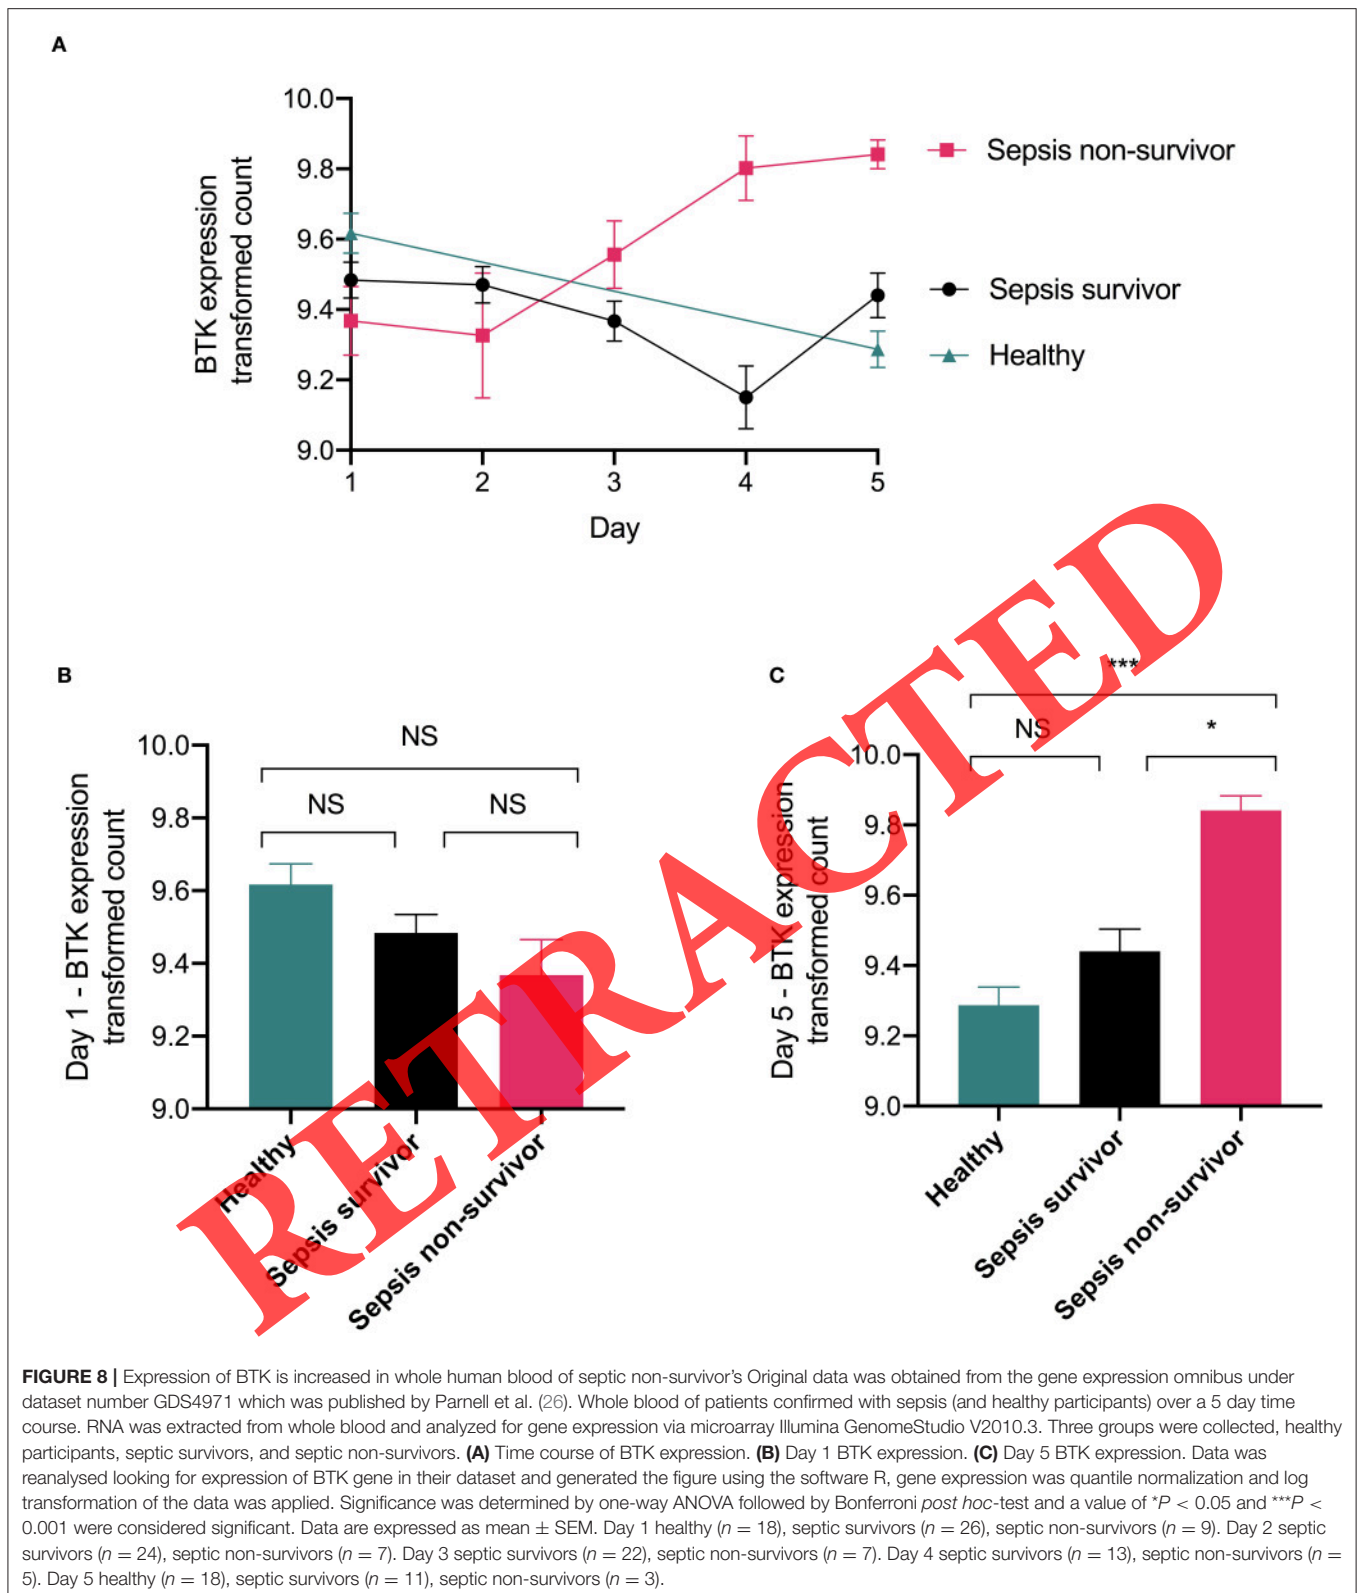 A
10.0
9.8
9.6
9.4
9.2
9.0
BTK expression
transformed count
1 2 3 4 5
Day
Sepsis non-survivor
Sepsis survivor
Healthy
B
10.0
9.8
9.6
9.4
9.2
9.0
Day 1 - BTK expression
transformed count
NS
NS NS
Healthy
Sepsis survivor
Sepsis non-survivor
C
10.0
9.8
9.6
9.4
9.2
9.0
Day 5 - BTK expression
transformed count
***
NS *
Healthy
Sepsis survivor
Sepsis non-survivor
RETRACTED
FIGURE 8 | Expression of BTK is increased in whole human blood of septic non-survivor's Original data was obtained from the gene expression omnibus under
dataset number GDS4971 which was published by Parnell et al. (26). Whole blood of patients confirmed with sepsis (and healthy participants) over a 5 day time
course. RNA was extracted from whole blood and analyzed for gene expression via microarray Illumina GenomeStudio V2010.3. Three groups were collected, healthy
participants, septic survivors, and septic non-survivors. (A) Time course of BTK expression. (B) Day 1 BTK expression. (C) Day 5 BTK expression. Data was
reanalysed looking for expression of BTK gene in their dataset and generated the figure using the software R, gene expression was quantile normalization and log
transformation of the data was applied. Significance was determined by one-way ANOVA followed by Bonferroni post hoc-test and a value of *P < 0.05 and ***P <
0.001 were considered significant. Data are expressed as mean ± SEM. Day 1 healthy (n = 18), septic survivors (n = 26), septic non-survivors (n = 9). Day 2 septic
survivors (n = 24), septic non-survivors (n = 7). Day 3 septic survivors (n = 22), septic non-survivors (n = 7). Day 4 septic survivors (n = 13), septic non-survivors (n =
5). Day 5 healthy (n = 18), septic survivors (n = 11), septic non-survivors (n = 3).